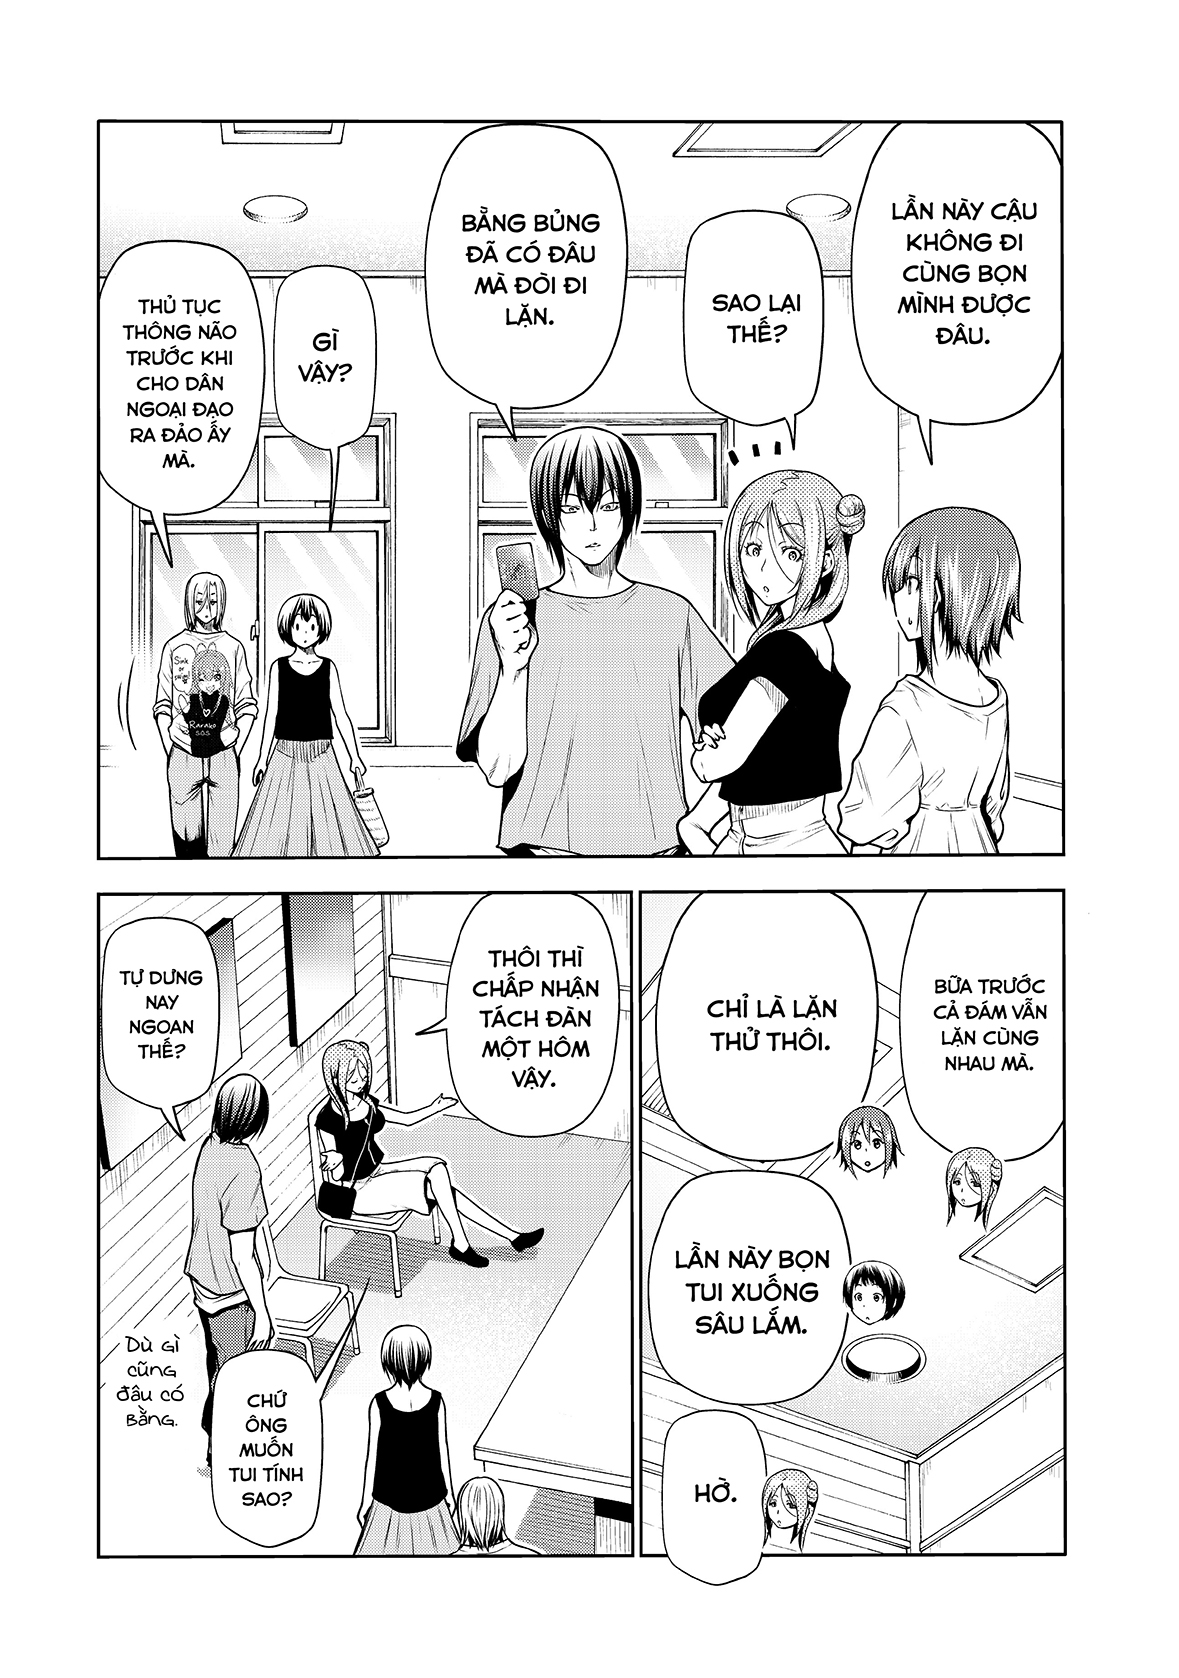 LẦN NÀY CẬU
KHÔNG ĐI
CÙNG BỌN
MÌNH ĐƯỢC
ĐÂU.
SAO LẠI
THẾ?
BẰNG BỦNG
ĐÃ CÓ ĐÂU
MÀ ĐÒI ĐI
LẶN.
GÌ
VẬY?
THỦ TỤC
THÔNG NÃO
TRƯỚC KHI
CHO DÂN
NGOẠI ĐẠO
RA ĐẢO ẤY
MÀ.
Sink
or
Rarako
SOS
BỮA TRƯỚC
CẢ ĐÁM VẪN
LẶN CÙNG
NHAU MÀ.
CHỈ LÀ LẶN
THỬ THÔI.
LẦN NÀY BỌN
TUI XUỐNG
SÂU LẮM.
HỜ.
THÔI THÌ
CHẤP NHẬN
TÁCH ĐÀN
MỘT HÔM
VẬY.
TỰ DƯNG
NAY
NGOAN
THẾ?
CHỨ
ÔNG
MUỐN
TUI TÍNH
SAO?
Dù gì
cũng
đâu có
bằng.